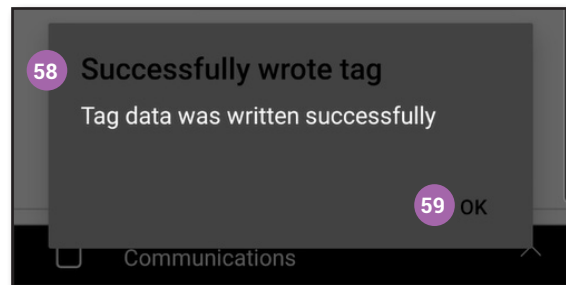 58 Successfully wrote tag
Tag data was written successfully
59 OK
Communications